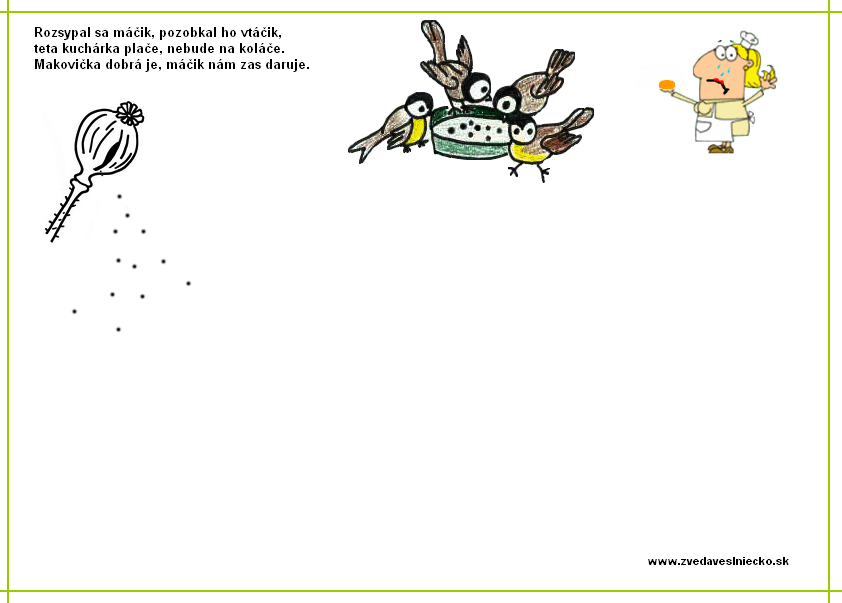 Rozsypal sa máčik, pozobkal ho vtáčik,
teta kuchárka plače, nebude na koláče.
Makovička dobrá je, máčik nám zas daruje.
www.zvedaveslniecko.sk